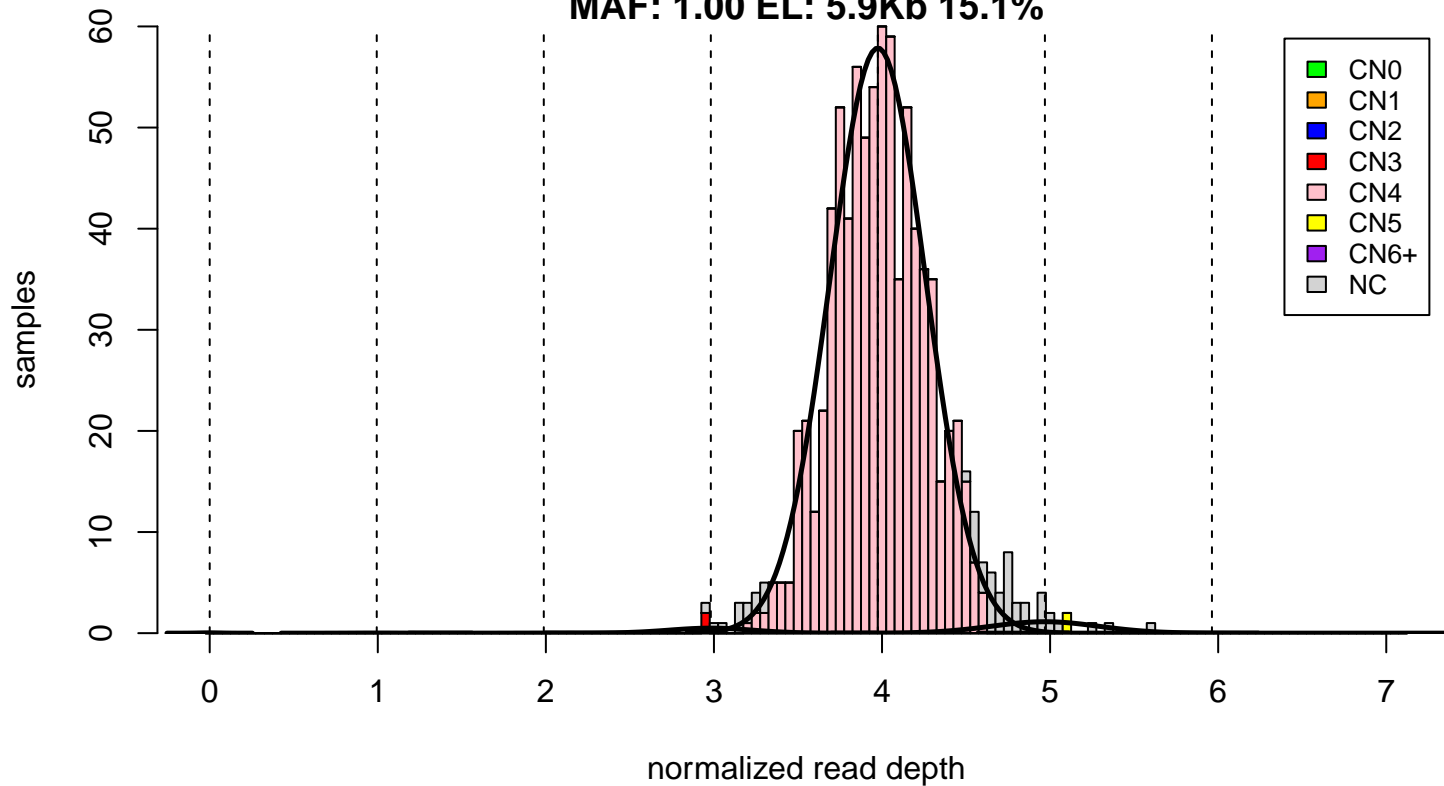 MAF: 1.00 EL: 5.9Kb 15.1%
60
50
40
30
20
10
0
samples
CN0
CN1
CN2
CN3
CN4
CN5
CN6+
NC
0 1 2 3 4 5 6 7
normalized read depth